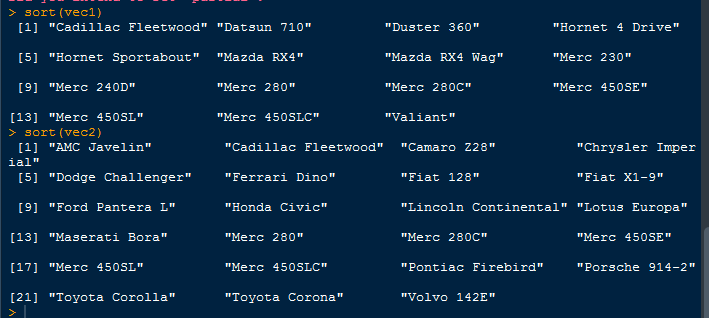 > sort(vec1)
[1] "Cadillac Fleetwood" "Datsun 710" "Duster 360" "Hornet 4 Drive"
[5] "Hornet Sportabout" "Mazda RX4" "Mazda RX4 Wag" "Merc 230"
[9] "Merc 240D" "Merc 280" "Merc 280C" "Merc 450SE"
[13] "Merc 450SL" "Merc 450SLC" "Valiant"
> sort(vec2)
[1] "AMC Javelin" "Cadillac Fleetwood" "Camaro Z28" "Chrysler Imper
ial"
[5] "Dodge Challenger" "Ferrari Dino" "Fiat 128" "Fiat X1-9"
[9] "Ford Pantera L" "Honda Civic" "Lincoln Continental" "Lotus Europa"
[13] "Maserati Bora" "Merc 280" "Merc 280C" "Merc 450SE"
[17] "Merc 450SL" "Merc 450SLC" "Pontiac Firebird" "Porsche 914-2"
[21] "Toyota Corolla" "Toyota Corona" "Volvo 142E"
>